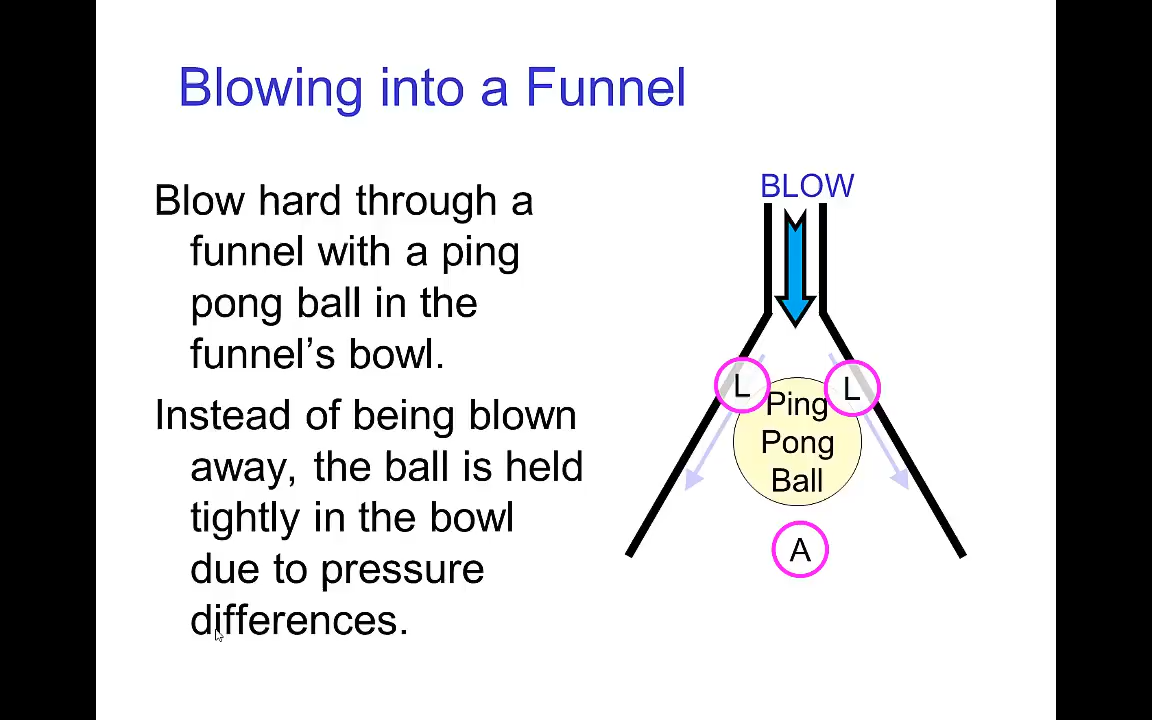 Blowing into a Funnel
Blow hard through a
funnel with a ping
pong ball in the
funnel's bowl.
Instead of being blown
away, the ball is held
tightly in the bowl
due to pressure
differences.
BLOW
L
L
Ping
Pong
Ball
A